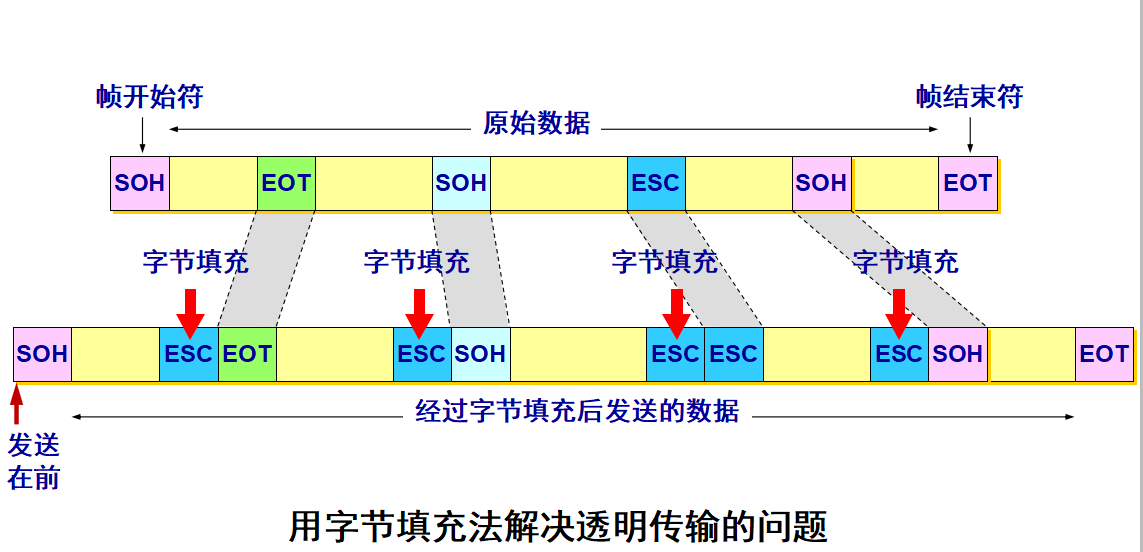 帧开始符
帧结束符
原始数据
SOH EOT SOH ESC SOH EOT
字节填充 字节填充 字节填充 字节填充
SOH ESC EOT ESC SOH ESC ESC ESC SOH EOT
经过字节填充后发送的数据
发送
在前
用字节填充法解决透明传输的问题